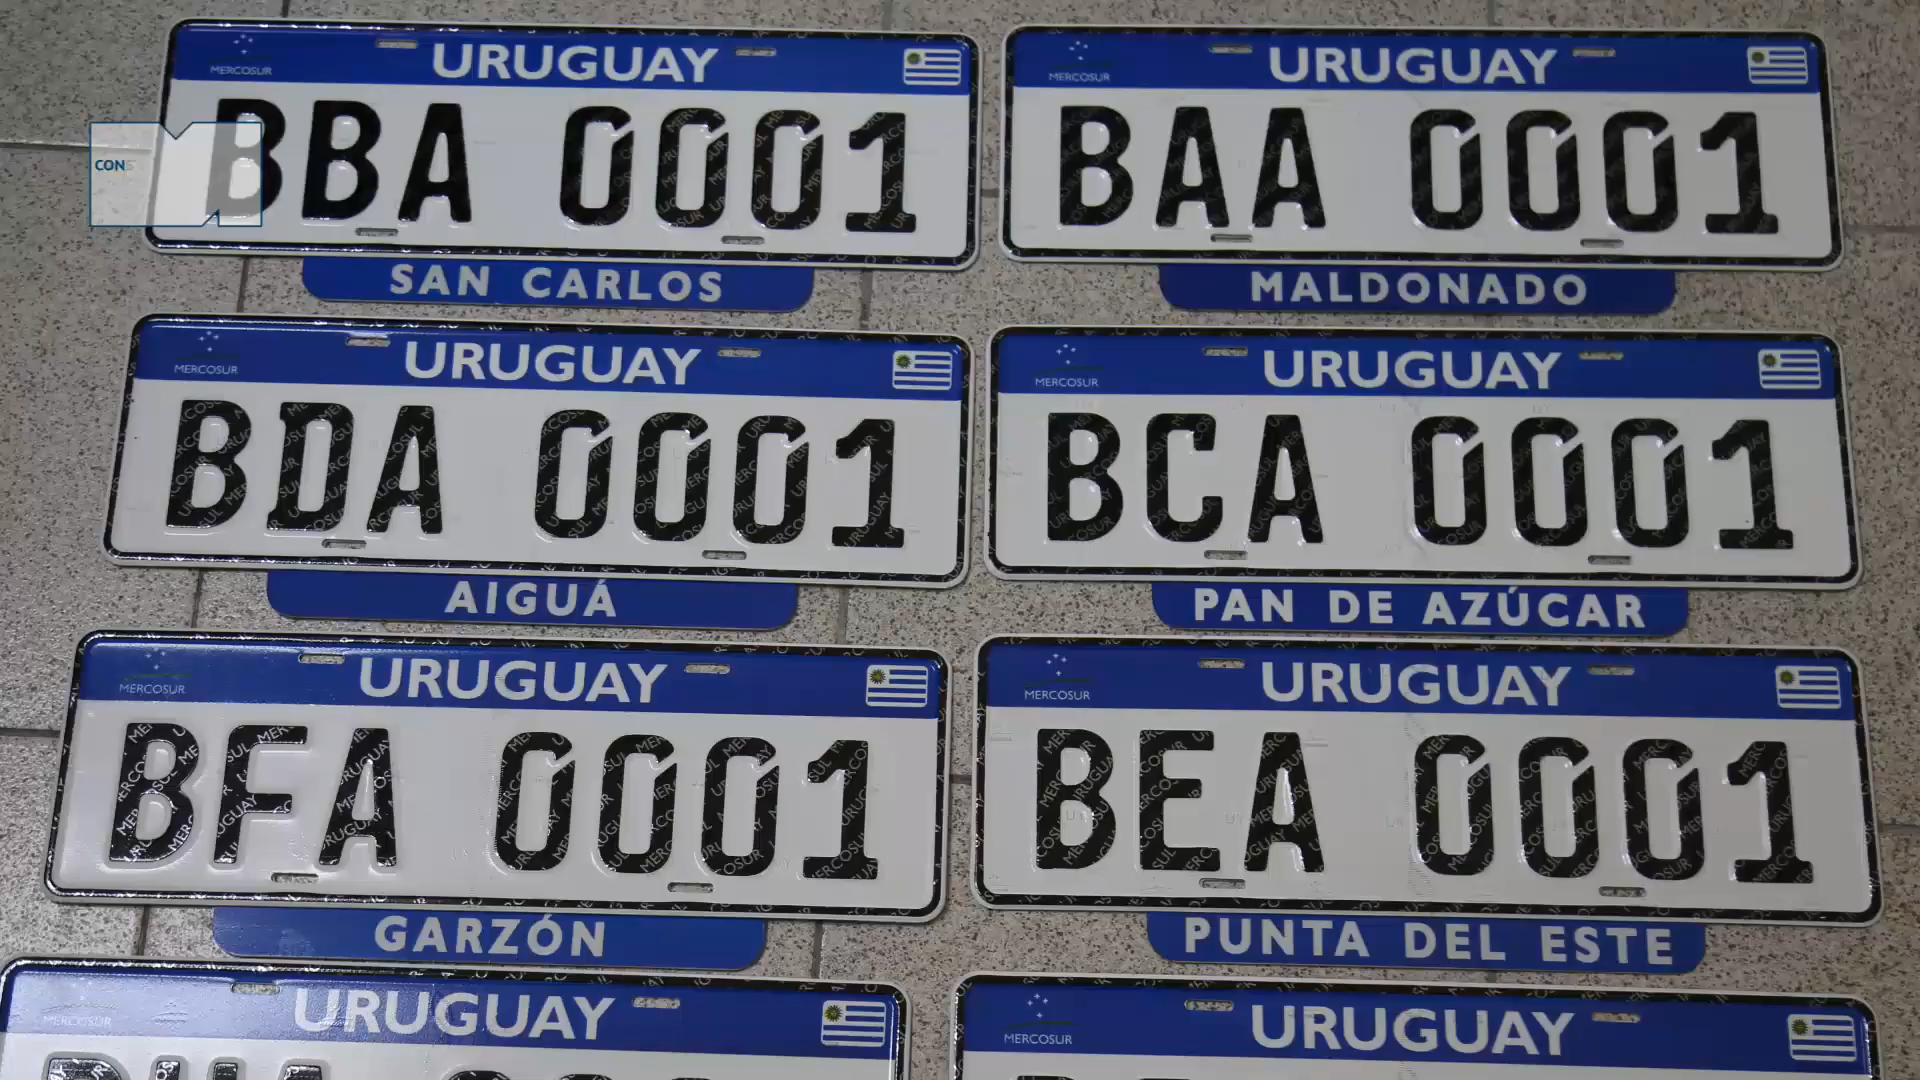 CONS
MERCOSUR
URUGUAY
BBA 0001
SAN CARLOS
MERCOSUR
URUGUAY
BAA 0001
MALDONADO
MERCOSUR
URUGUAY
BDA 0001
AIGUÁ
MERCOSUR
URUGUAY
BCA 0001
PAN DE AZÚCAR
MERCOSUR
URUGUAY
BFA 0001
GARZÓN
MERCOSUR
URUGUAY
BEA 0001
PUNTA DEL ESTE
MERCOSUR
URUGUAY
MERCOSUR
URUGUAY